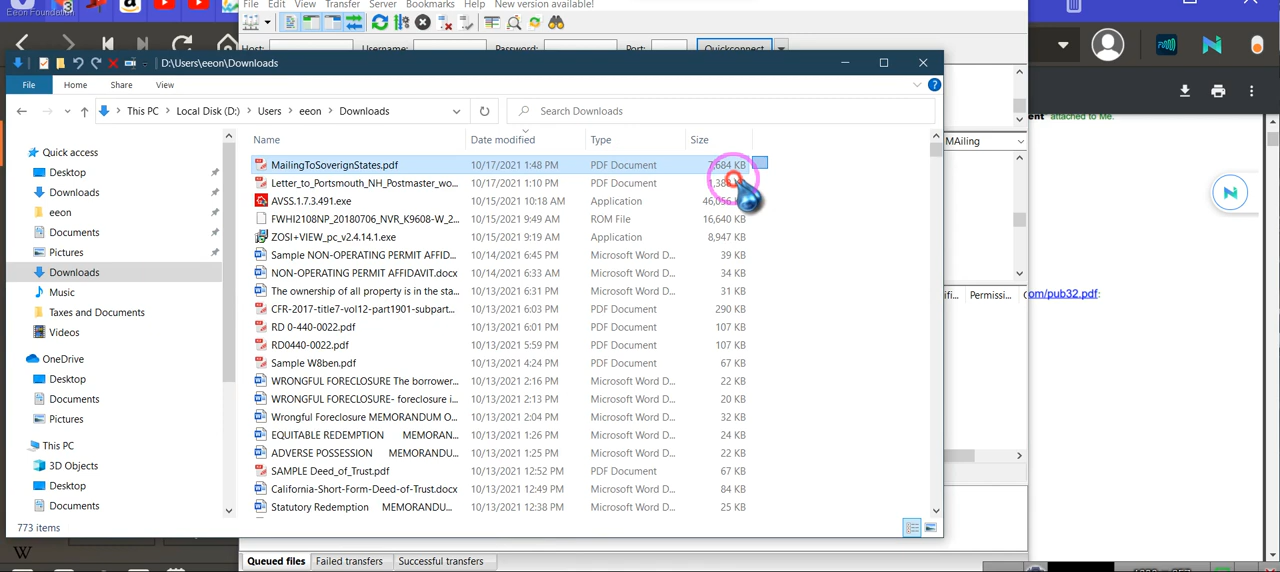 File Edit View Transfer Server Bookmarks Help New version available!
Eeon Foundation
Host: Username: Password: Port: Quickconnect
D:\Users\eeon\Downloads
File Home Share View
This PC > Local Disk (D:) > Users > eeon > Downloads
Search Downloads
Name Date modified Type Size
Quick access
Desktop
Downloads
eeon
Documents
Pictures
Downloads
Music
Taxes and Documents
Videos
OneDrive
Desktop
Documents
Pictures
This PC
3D Objects
Desktop
Documents
MailingToSoverignStates.pdf 10/17/2021 1:48 PM PDF Document 7,684 KB
Letter_to_Portsmouth_NH_Postmaster_wo... 10/17/2021 1:10 PM PDF Document
AVSS.1.7.3.491.exe 10/15/2021 10:18 AM Application 46,056
FWHI2108NP_20180706_NVR_K9608-W_2... 10/15/2021 9:49 AM ROM File 16,640 KB
ZOSI+VIEW_pc_v2.4.14.1.exe 10/15/2021 9:19 AM Application 8,947 KB
Sample NON-OPERATING PERMIT AFFID... 10/14/2021 6:45 PM Microsoft Word D... 39 KB
NON-OPERATING PERMIT AFFIDAVIT.docx 10/14/2021 6:33 AM Microsoft Word D... 34 KB
The ownership of all property is in the sta... 10/13/2021 6:31 PM Microsoft Word D... 31 KB
CFR-2017-title7-vol12-part1901-subpart... 10/13/2021 6:03 PM PDF Document 290 KB
RD 0-440-0022.pdf 10/13/2021 6:01 PM PDF Document 107 KB
RD0440-0022.pdf 10/13/2021 5:59 PM PDF Document 107 KB
Sample W8ben.pdf 10/13/2021 4:24 PM PDF Document 67 KB
WRONGFUL FORECLOSURE The borrower... 10/13/2021 2:16 PM Microsoft Word D... 22 KB
WRONGFUL FORECLOSURE- foreclosure i... 10/13/2021 2:13 PM Microsoft Word D... 20 KB
Wrongful Foreclosure MEMORANDUM O... 10/13/2021 2:04 PM Microsoft Word D... 32 KB
EQUITABLE REDEMPTION MEMORAN... 10/13/2021 1:26 PM Microsoft Word D... 24 KB
ADVERSE POSSESSION MEMORANDU... 10/13/2021 1:25 PM Microsoft Word D... 22 KB
SAMPLE Deed_of_Trust.pdf 10/13/2021 12:52 PM PDF Document 67 KB
California-Short-Form-Deed-of-Trust.docx 10/13/2021 12:49 PM Microsoft Word D... 84 KB
Statutory Redemption MEMORANDU... 10/13/2021 12:38 PM Microsoft Word D... 25 KB
773 items
ent" attached to Me.
MAiling
ifi... Permissi...
om/pub32.pdf:
Queued files Failed transfers Successful transfers